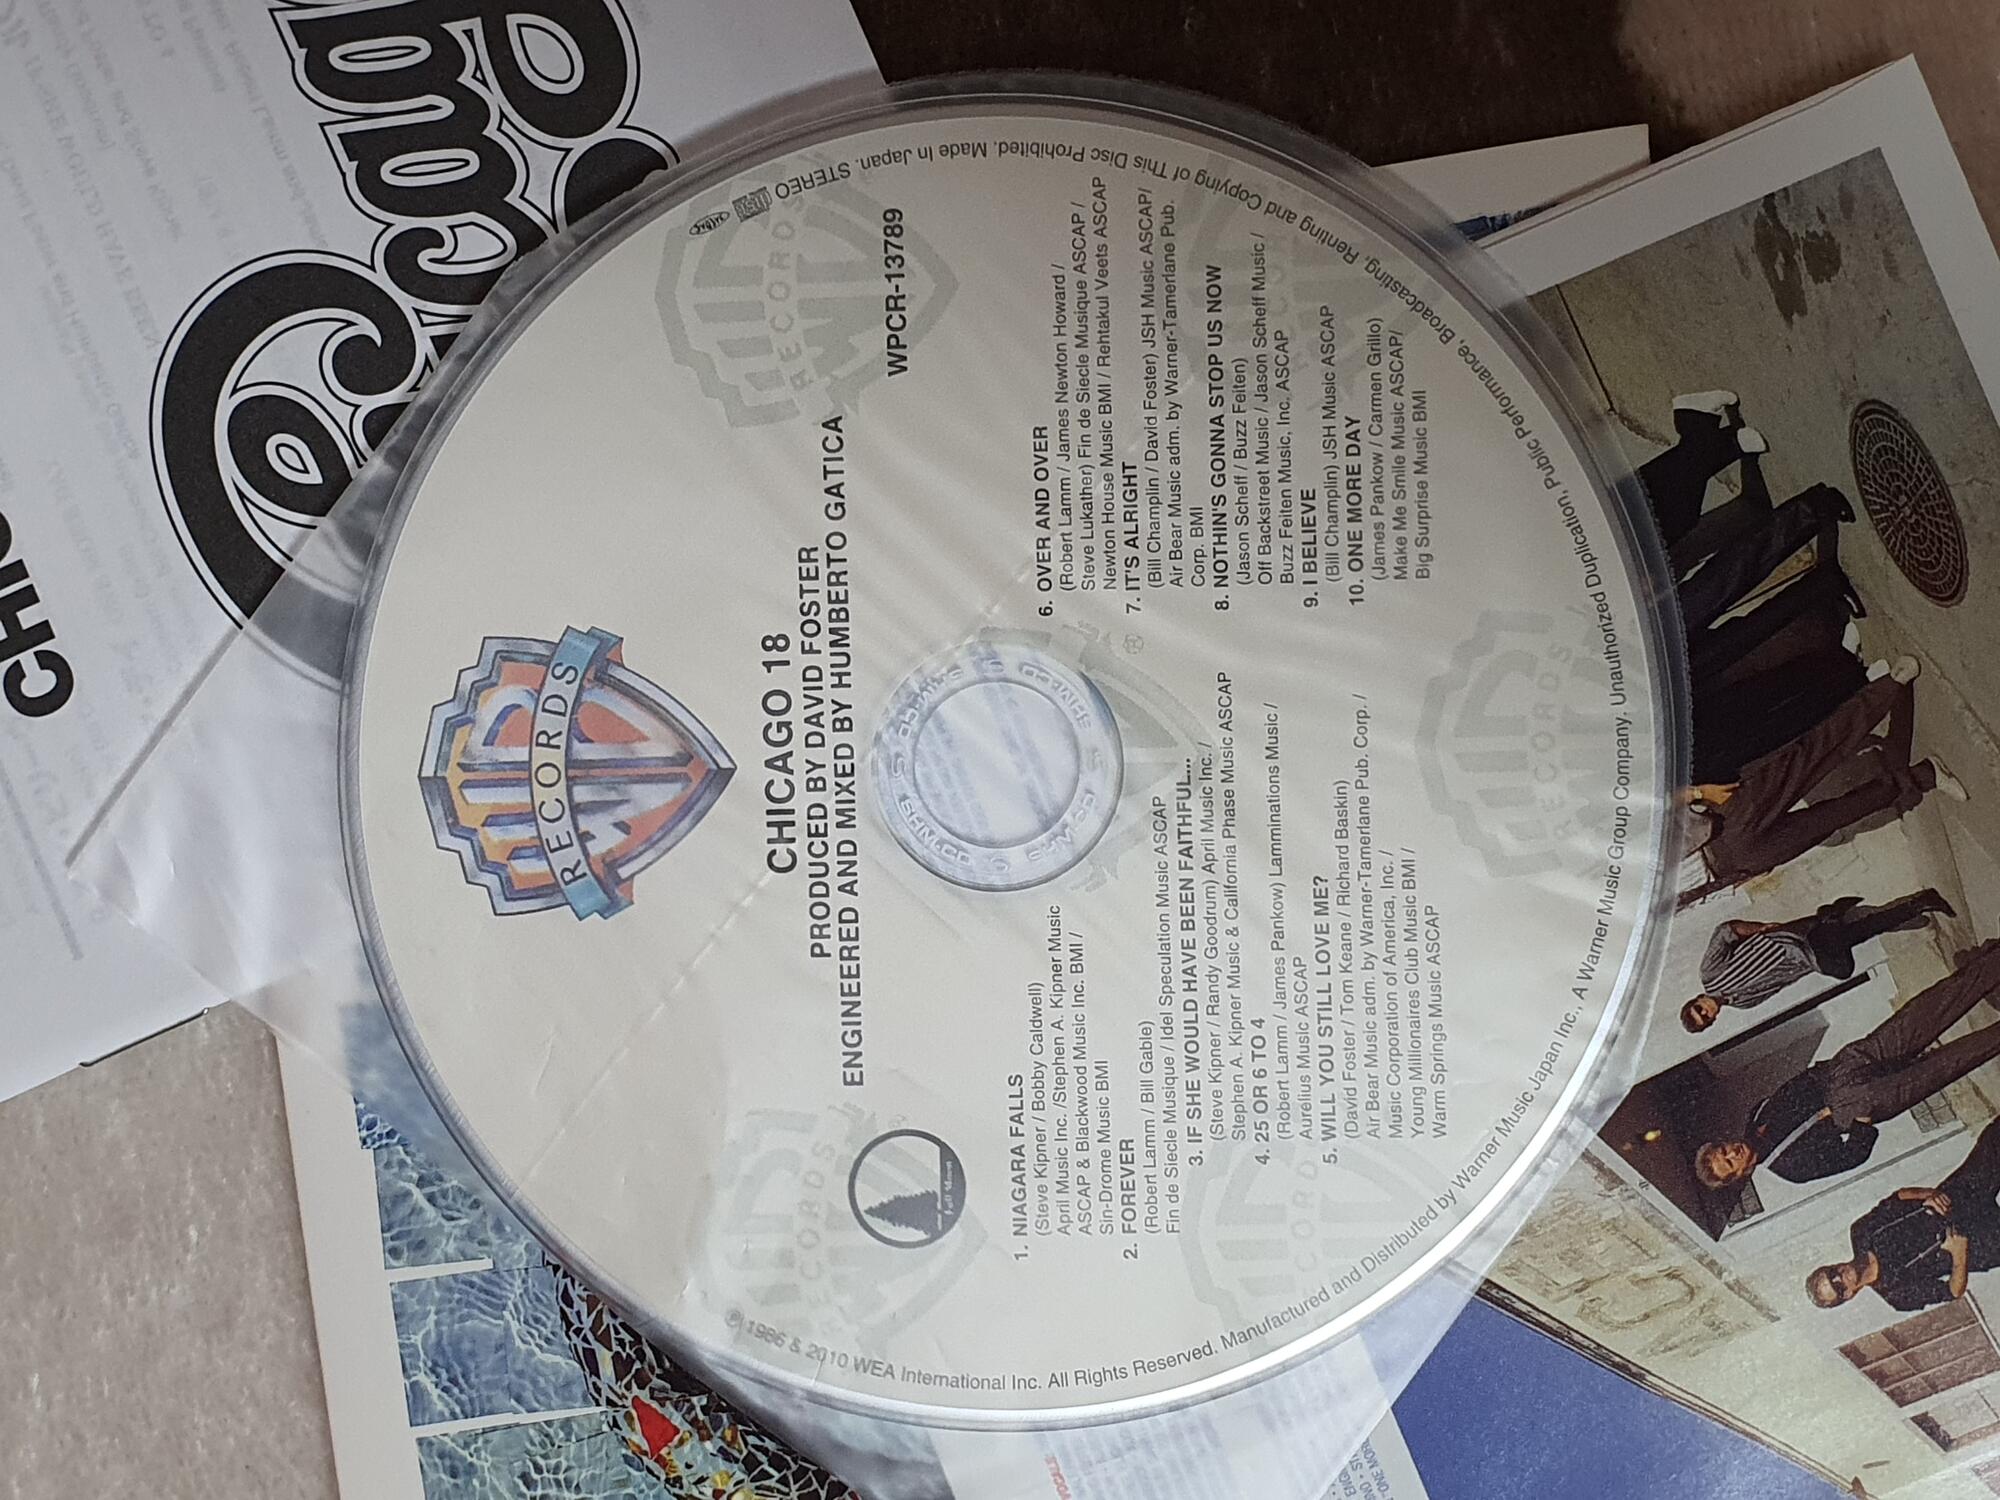 RECORDS
CHICAGO 18
PRODUCED BY DAVID FOSTER
ENGINEERED AND MIXED BY HUMBERTO GATICA
WPCR-13789
Full Moon
1. NIAGARA FALLS
(Steve Kipner / Bobby Caldwell)
April Music Inc. /Stephen A. Kipner Music
ASCAP & Blackwood Music Inc. BMI /
Sin-Drome Music BMI
2. FOREVER
(Robert Lamm / Bill Gable)
Fin de Siecle Musique / Idel Speculation Music ASCAP
3. IF SHE WOULD HAVE BEEN FAITHFUL...
(Steve Kipner / Randy Goodrum) April Music Inc. /
Stephen A. Kipner Music & California Phase Music ASCAP
4. 25 OR 6 TO 4
(Robert Lamm / James Pankow) Lamminations Music /
Aurelius Music ASCAP
5. WILL YOU STILL LOVE ME?
(David Foster / Tom Keane / Richard Baskin)
Air Bear Music adm. by Warner-Tamerlane Pub. Corp. /
Music Corporation of America, Inc. /
Young Millionaires Club Music BMI /
Warm Springs Music ASCAP
6. OVER AND OVER
(Robert Lamm / James Newton Howard /
Steve Lukather) Fin de Siecle Musique ASCAP /
Newton House Music BMI / Rehtakul Veets ASCAP
7. IT'S ALRIGHT
(Bill Champlin / David Foster) JSH Music ASCAP/
Air Bear Music adm. by Warner-Tamerlane Pub.
Corp. BMI
8. NOTHIN'S GONNA STOP US NOW
(Jason Scheff / Buzz Feiten)
Off Backstreet Music / Jason Scheff Music /
Buzz Feiten Music, Inc. ASCAP
9. I BELIEVE
(Bill Champlin) JSH Music ASCAP
10. ONE MORE DAY
(James Pankow / Carmen Grillo)
Make Me Smile Music ASCAP/
Big Surprise Music BMI
℗ 1986 & 2010 WEA International Inc. All Rights Reserved. Manufactured and Distributed by Warner Music Japan Inc., A Warner Music Group Company. Unauthorized Duplication, Public Performance, Broadcasting, Renting, Renting and Copying of This Disc Prohibited. Made In Japan. STEREO
SHM-CD
SHM-CD
SHM-CD
SHM-CD